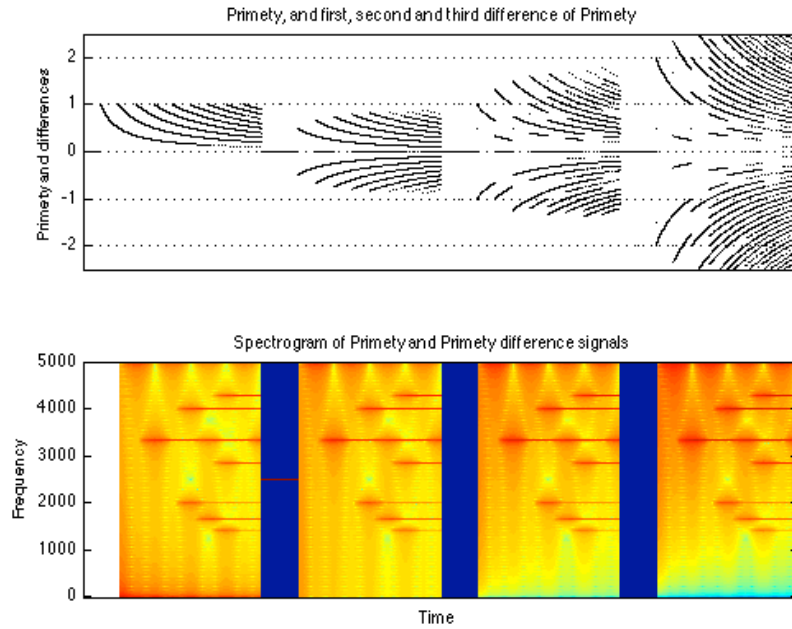 Primety, and first, second and third difference of Primety
Primety and differences
2
1
0
-1
-2
Spectrogram of Primety and Primety difference signals
Frequency
5000
4000
3000
2000
1000
0
Time